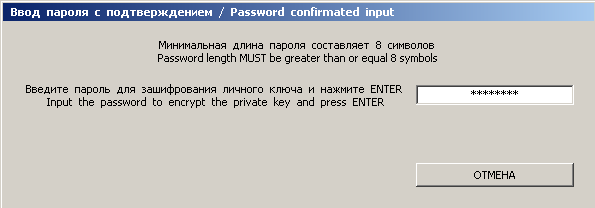 Ввод пароля с подтверждением / Password confirmated input
Минимальная длина пароля составляет 8 символов
Password length MUST be greater than or equal 8 symbols
Введите пароль для зашифрования личного ключа и нажмите ENTER
Input the password to encrypt the private key and press ENTER
********
ОТМЕНА